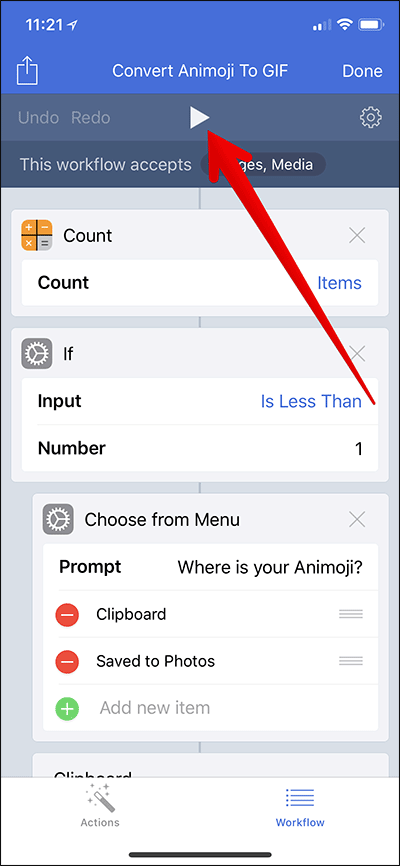 11:21
Convert Animoji To GIF
Done
Undo Redo
This workflow accepts ges, Media
Count
Count Items
If
Input Is Less Than
Number 1
Choose from Menu
Prompt Where is your Animoji?
Clipboard
Saved to Photos
Add new item
Clipboard
Actions
Workflow